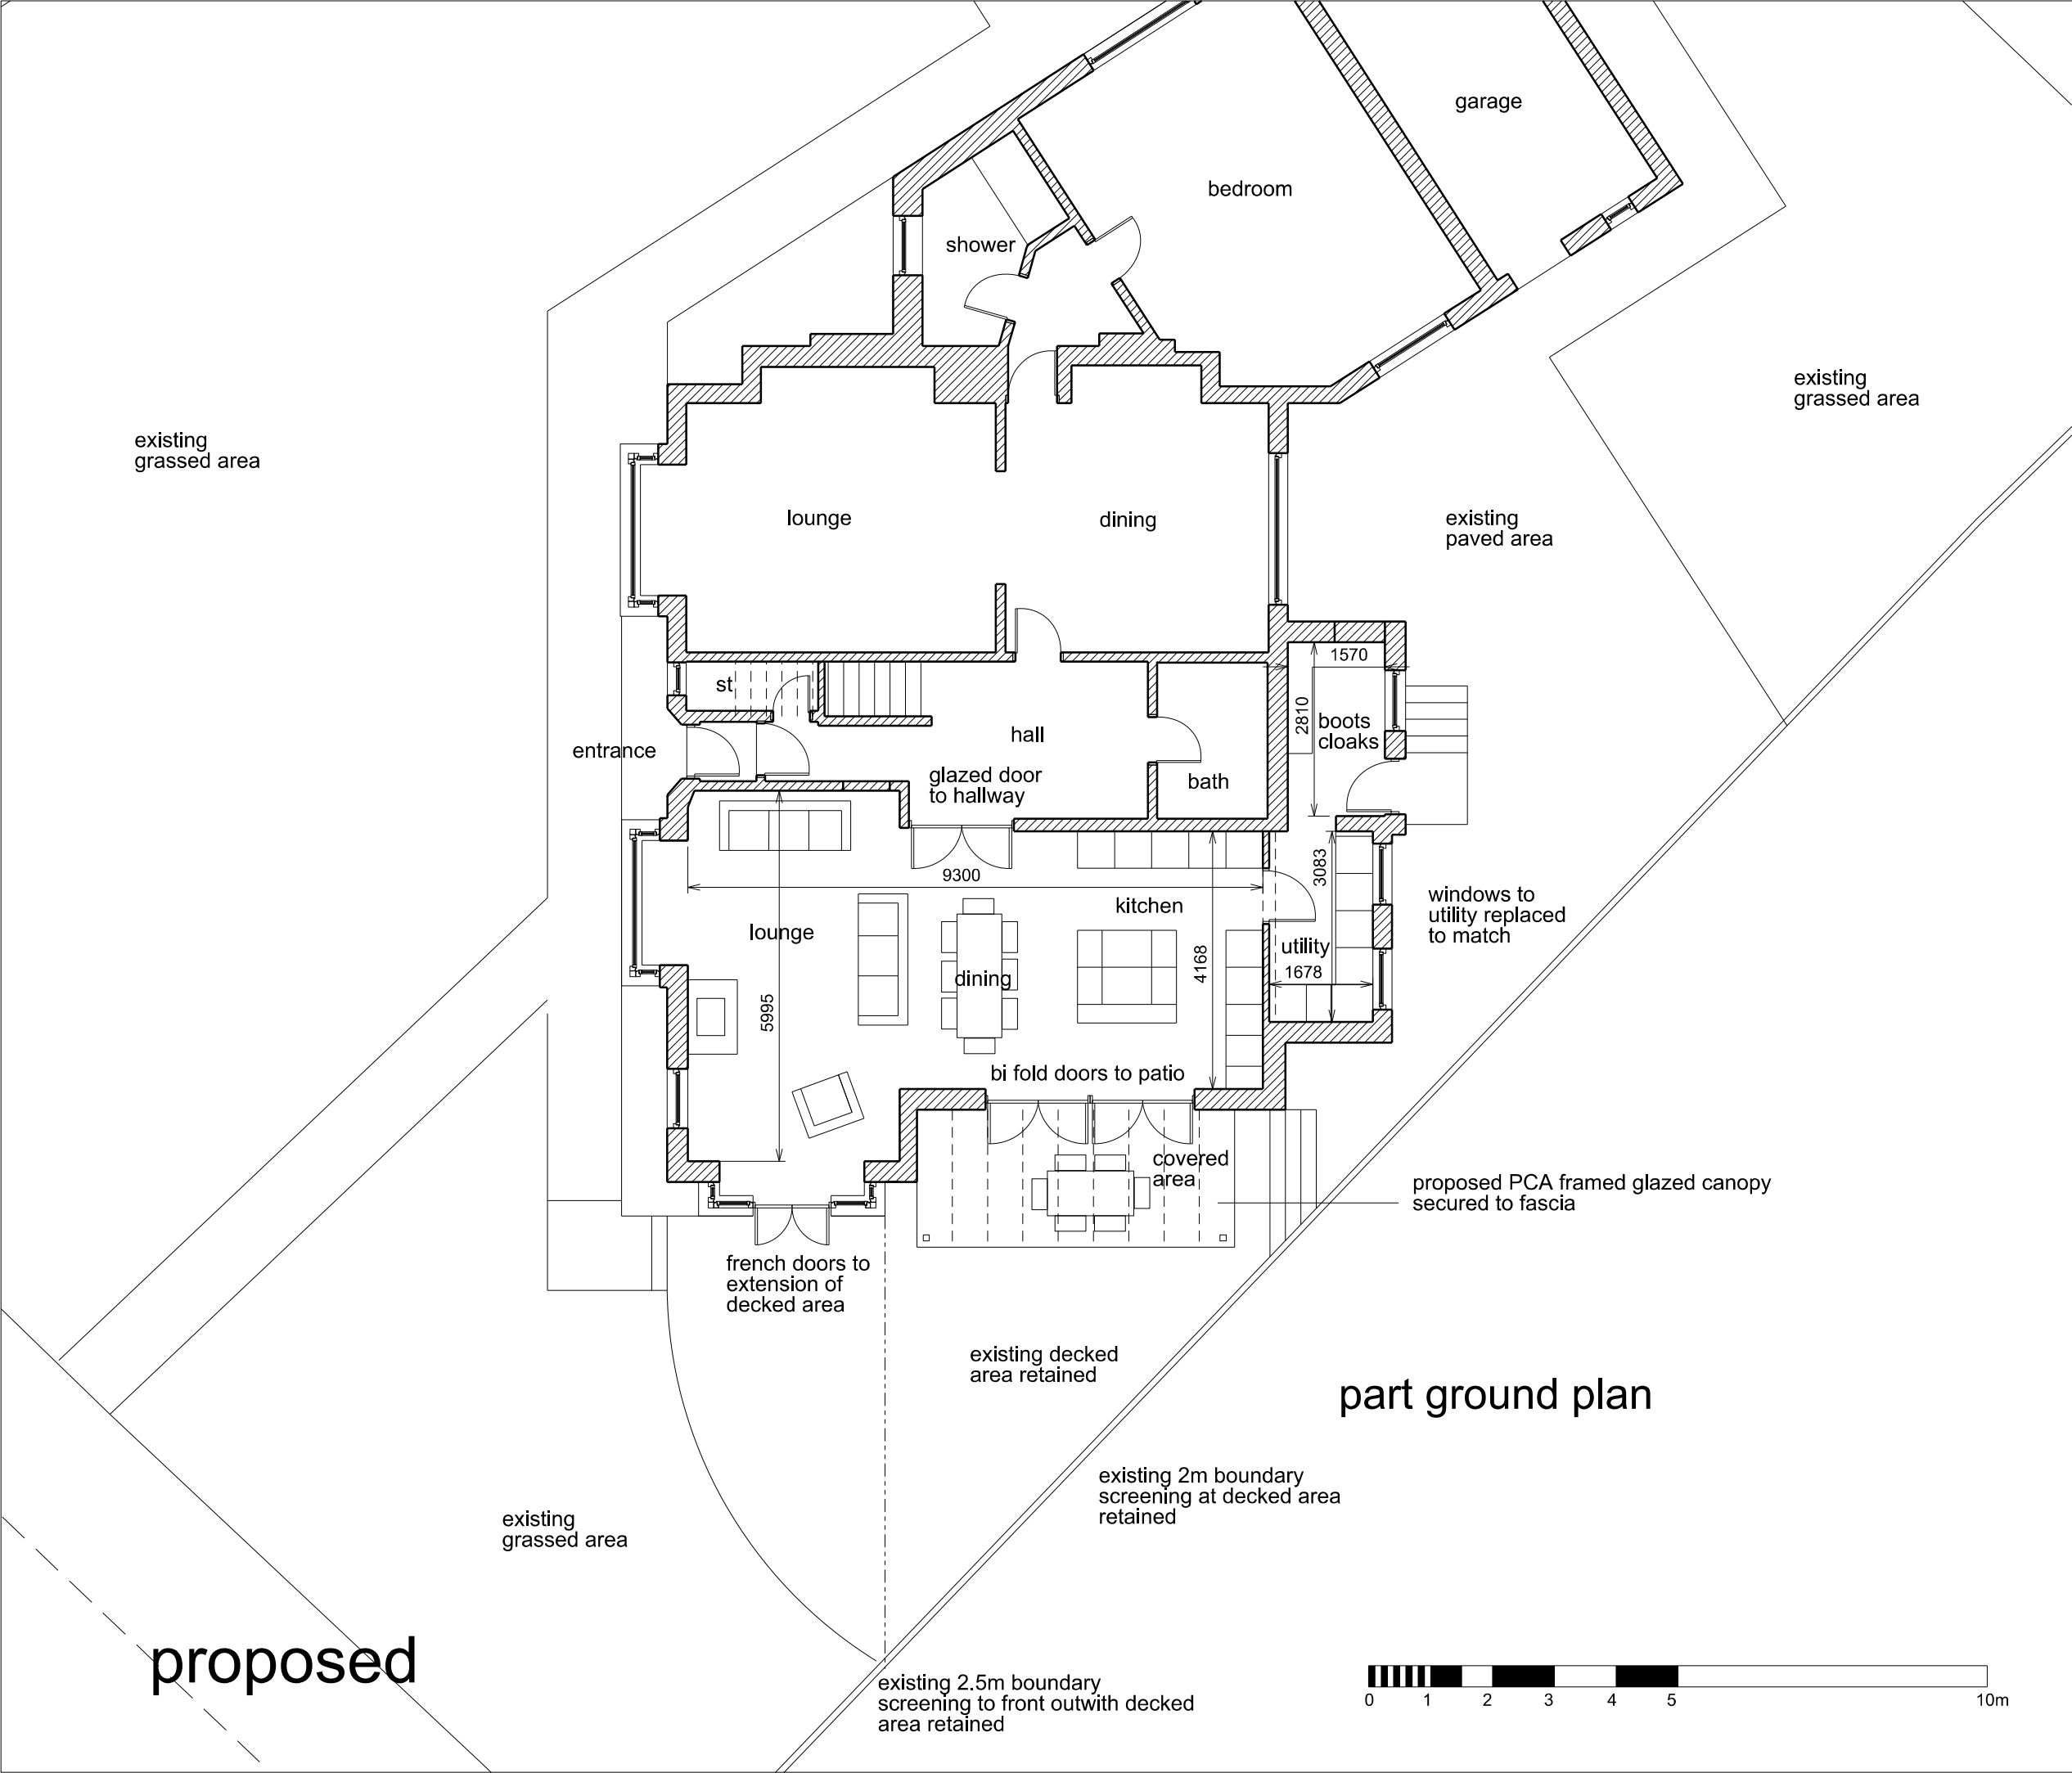 garage
bedroom
shower
existing
grassed area
existing
grassed area
lounge
dining
existing
paved area
1570
st
2810
boots
cloaks
hall
entrance
glazed door
to hallway
bath
9300
3083
kitchen
windows to
utility replaced
to match
lounge
utility
4168
dining
1678
5995
bi fold doors to patio
covered
area
proposed PCA framed glazed canopy
secured to fascia
french doors to
extension of
decked area
existing decked
area retained
part ground plan
existing 2m boundary
screening at decked area
retained
existing
grassed area
proposed
existing 2.5m boundary
screening to front outwith decked
area retained
0 1 2 3 4 5 10m